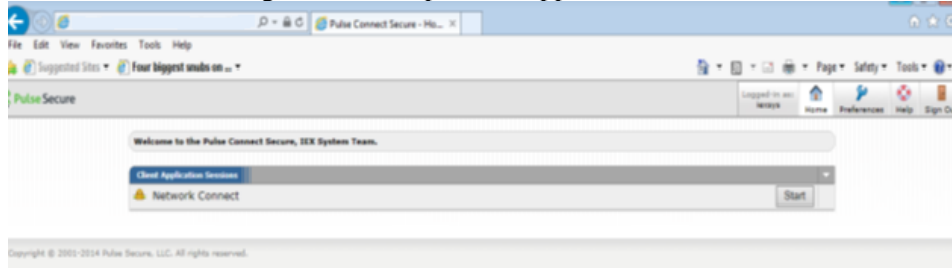 Pulse Connect Secure - Ho...
File Edit View Favorites Tools Help
Suggested Sites Four biggest snubs on ...
Page Safety Tools
Pulse Secure
Logged-in as:
Home Preferences Help Sign O
Welcome to the Pulse Connect Secure, IEX System Team.
Client Application Sessions
Network Connect Start
Copyright © 2001-2014 Pulse Secure, LLC. All rights reserved.